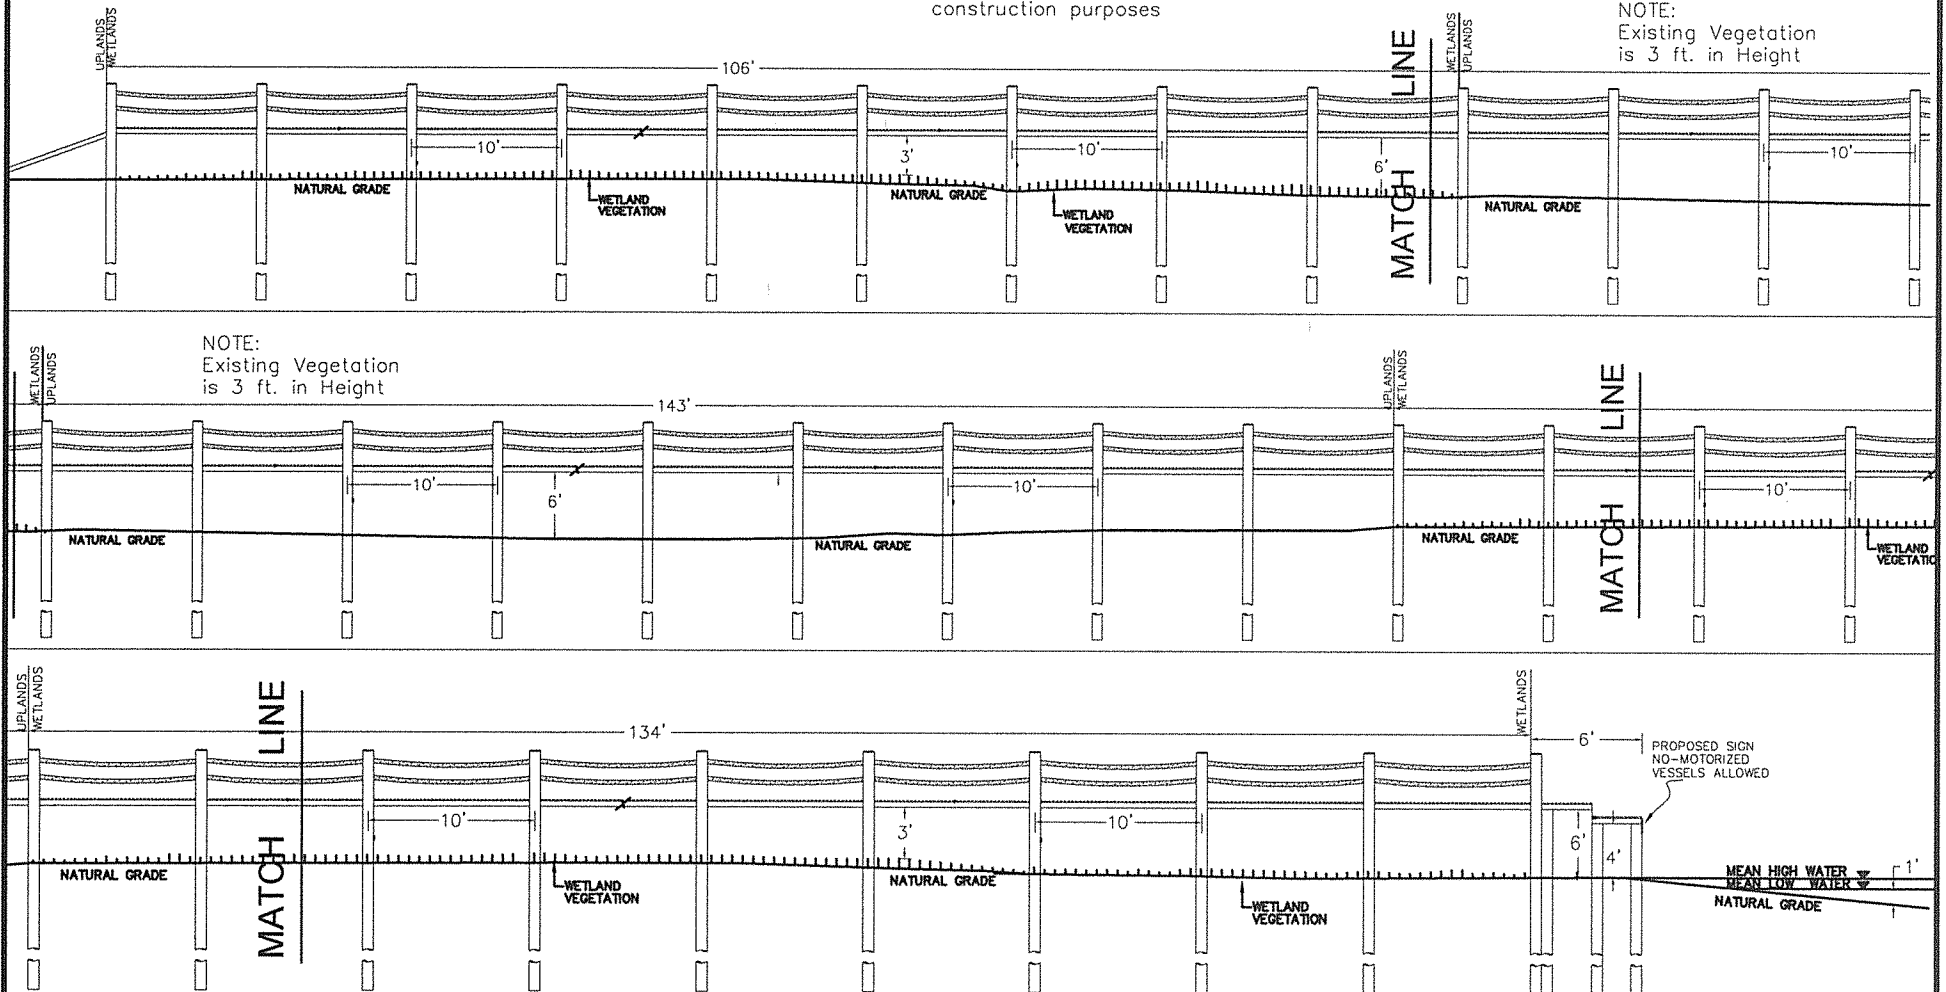 construction purposes
NOTE:
Existing Vegetation
is 3 ft. in Height
UPLANDS
WETLANDS
106'
MATCH LINE
WETLANDS
UPLANDS
10'
3'
10'
6'
10'
NATURAL GRADE
WETLAND
VEGETATION
NATURAL GRADE
WETLAND
VEGETATION
NATURAL GRADE
WETLANDS
UPLANDS
NOTE:
Existing Vegetation
is 3 ft. in Height
143'
UPLANDS
WETLANDS
MATCH LINE
10'
6'
10'
10'
NATURAL GRADE
NATURAL GRADE
NATURAL GRADE
WETLAND
VEGETATIO
UPLANDS
WETLANDS
MATCH LINE
134'
WETLANDS
6'
PROPOSED SIGN
NO-MOTORIZED
VESSELS ALLOWED
10'
3'
10'
6'
4'
1'
NATURAL GRADE
WETLAND
VEGETATION
NATURAL GRADE
WETLAND
VEGETATION
MEAN HIGH WATER
MEAN LOW WATER
NATURAL GRADE